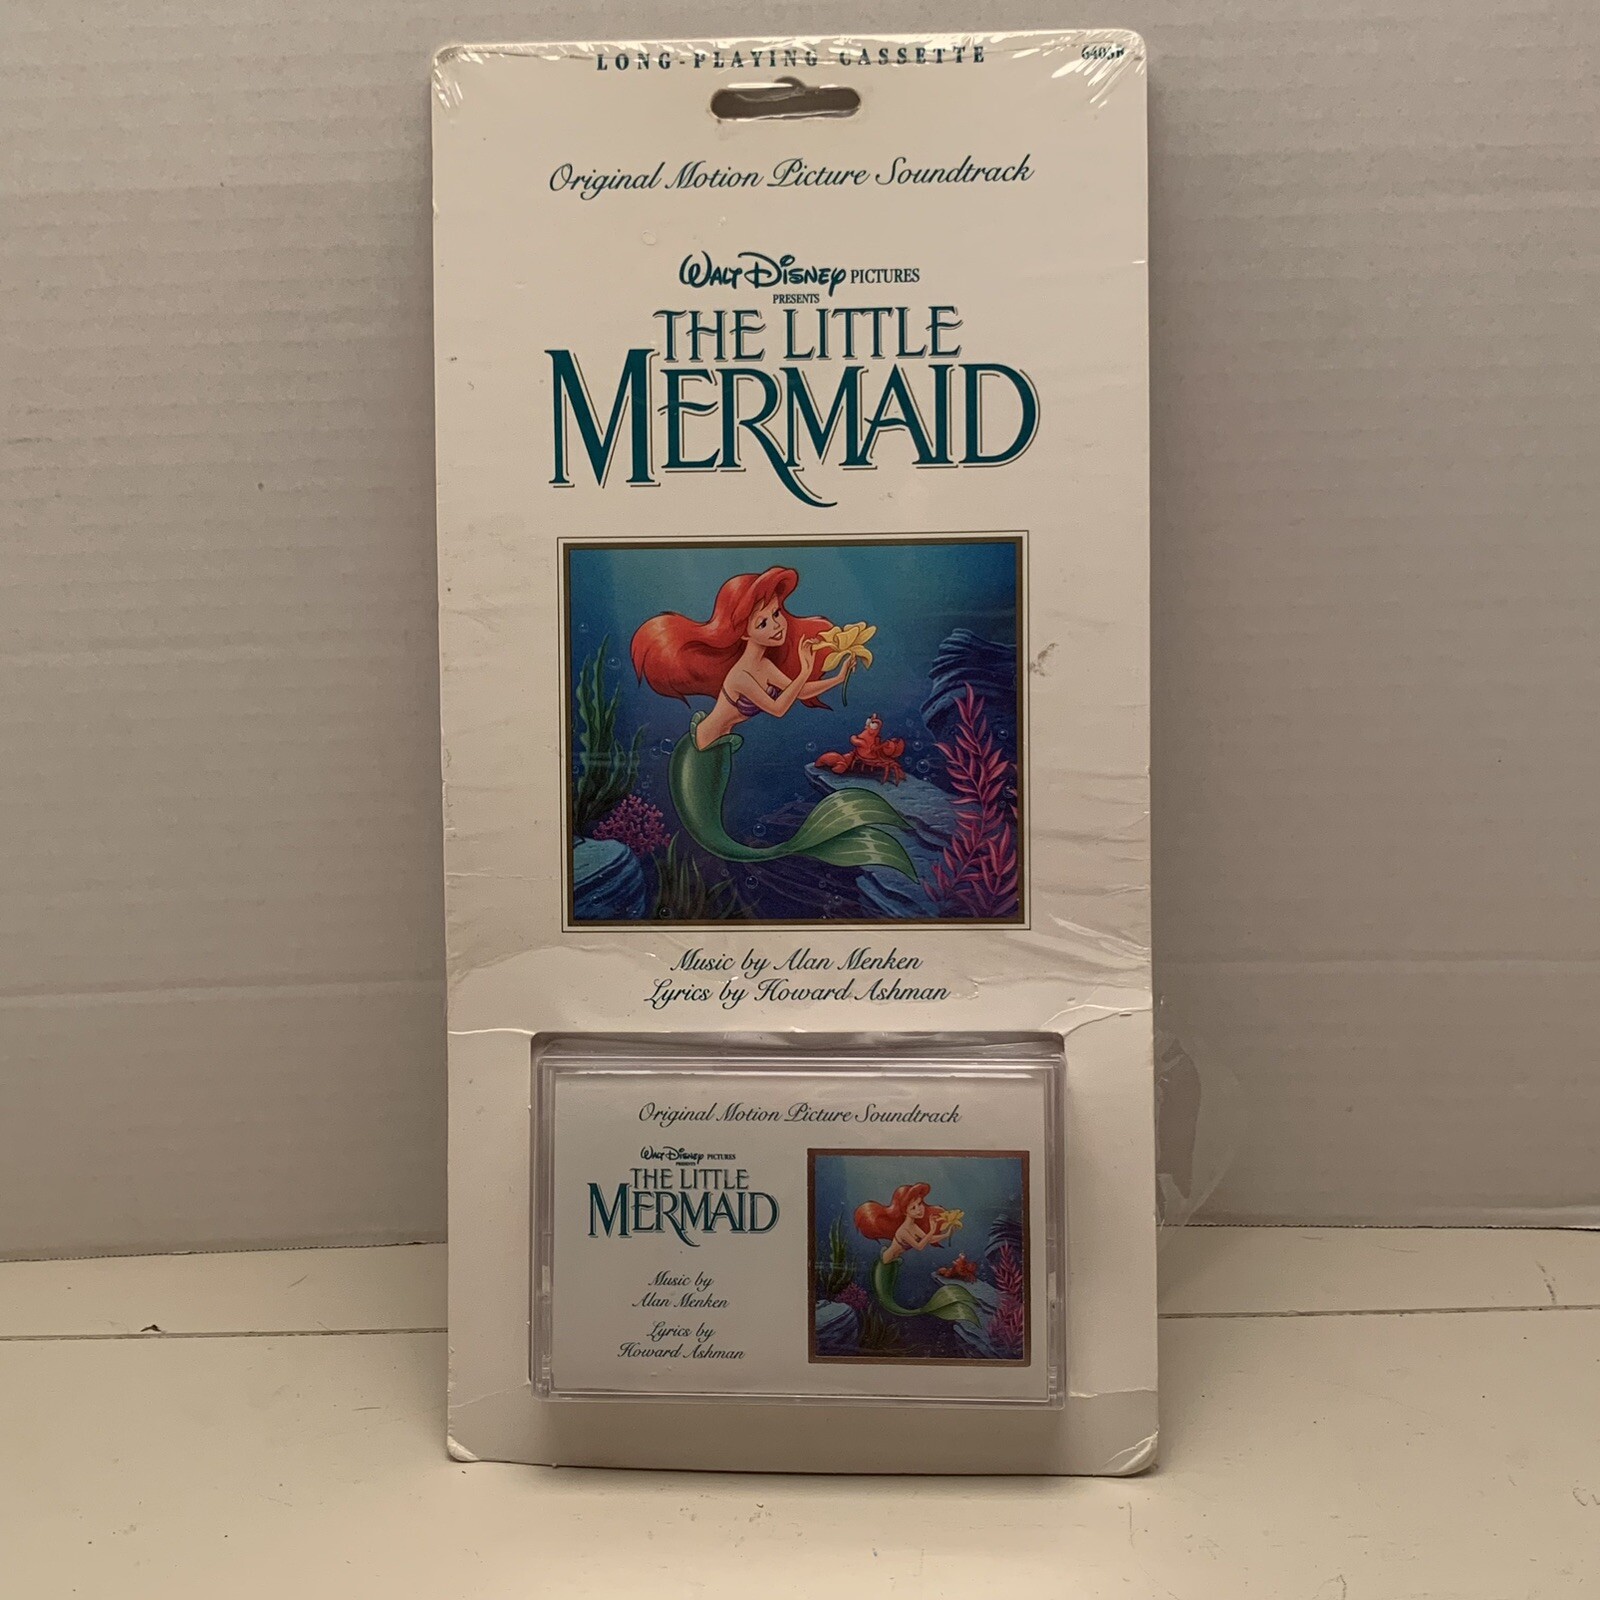 LONG-PLAYING CASSETTE
Original Motion Picture Soundtrack
WALT DISNEY PICTURES
PRESENTS
THE LITTLE
MERMAID
Music by Alan Menken
Lyrics by Howard Ashman
Original Motion Picture Soundtrack
WALT DISNEY PICTURES
PRESENTS
THE LITTLE
MERMAID
Music by
Alan Menken
Lyrics by
Howard Ashman